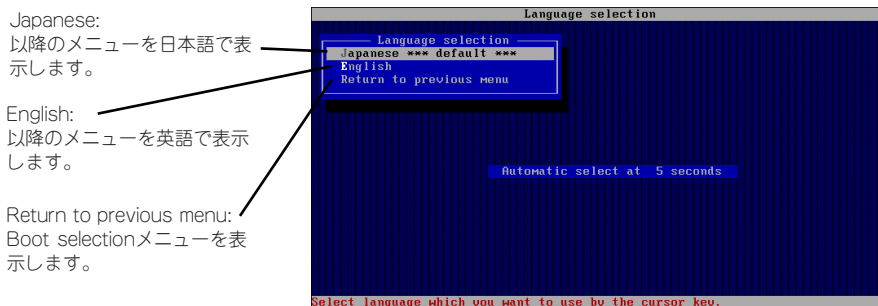 Japanese:
以降のメニューを日本語で表
示します。
English:
以降のメニューを英語で表示
します。
Return to previous menu:
Boot selectionメニューを表
示します。
Language selection
Language selection
Japanese *** default ***
English
Return to previous menu
Automatic select at 5 seconds
Select language which you want to use by the cursor key.